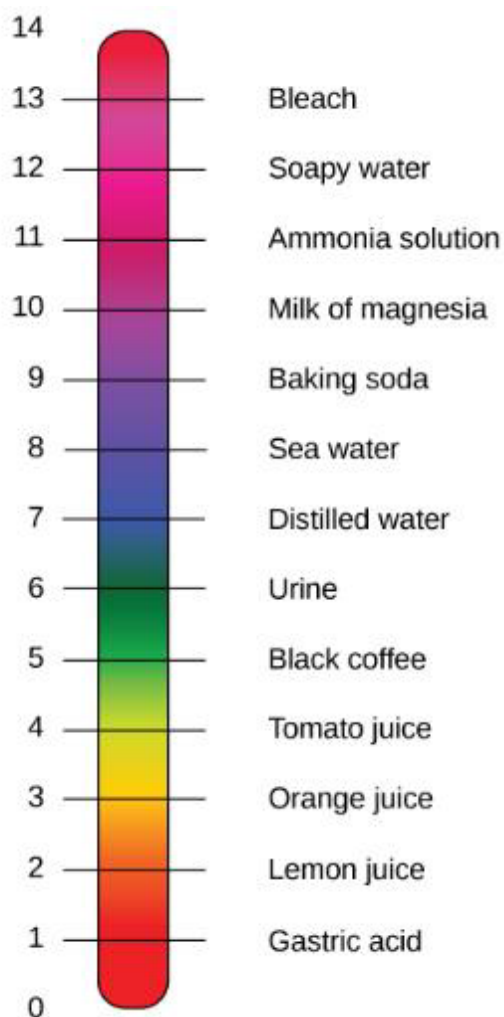 14
13 Bleach
12 Soapy water
11 Ammonia solution
10 Milk of magnesia
9 Baking soda
8 Sea water
7 Distilled water
6 Urine
5 Black coffee
4 Tomato juice
3 Orange juice
2 Lemon juice
1 Gastric acid
0